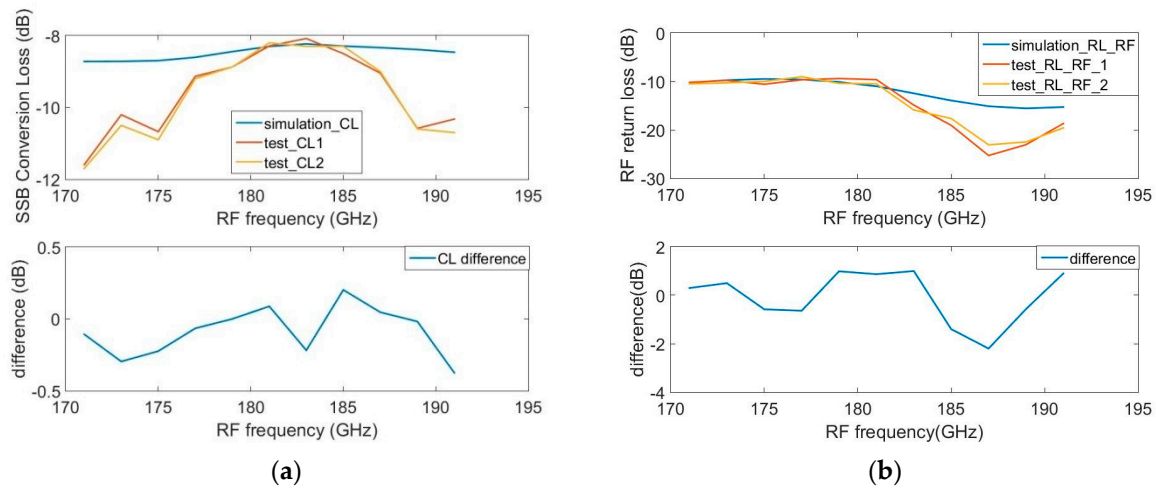 SSB Conversion Loss (dB)
-8
-10
-12
simulation_CL
test_CL1
test_CL2
170 175 180 185 190 195
RF frequency (GHz)
difference (dB)
0.5
0
-0.5
CL difference
170 175 180 185 190 195
RF frequency (GHz)
(a)
RF return loss (dB)
0
-10
-20
-30
simulation_RL_RF
test_RL_RF_1
test_RL_RF_2
170 175 180 185 190 195
RF frequency (GHz)
difference(dB)
2
0
-2
-4
difference
170 175 180 185 190 195
RF frequency(GHz)
(b)